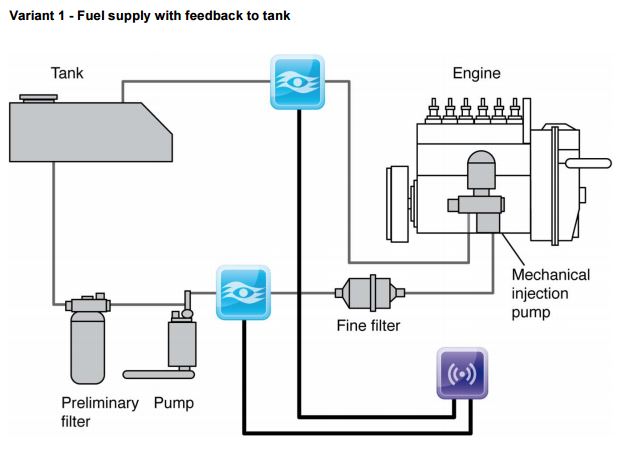 Variant 1 - Fuel supply with feedback to tank
Tank
Engine
Mechanical
injection
pump
Fine filter
Preliminary
filter
Pump